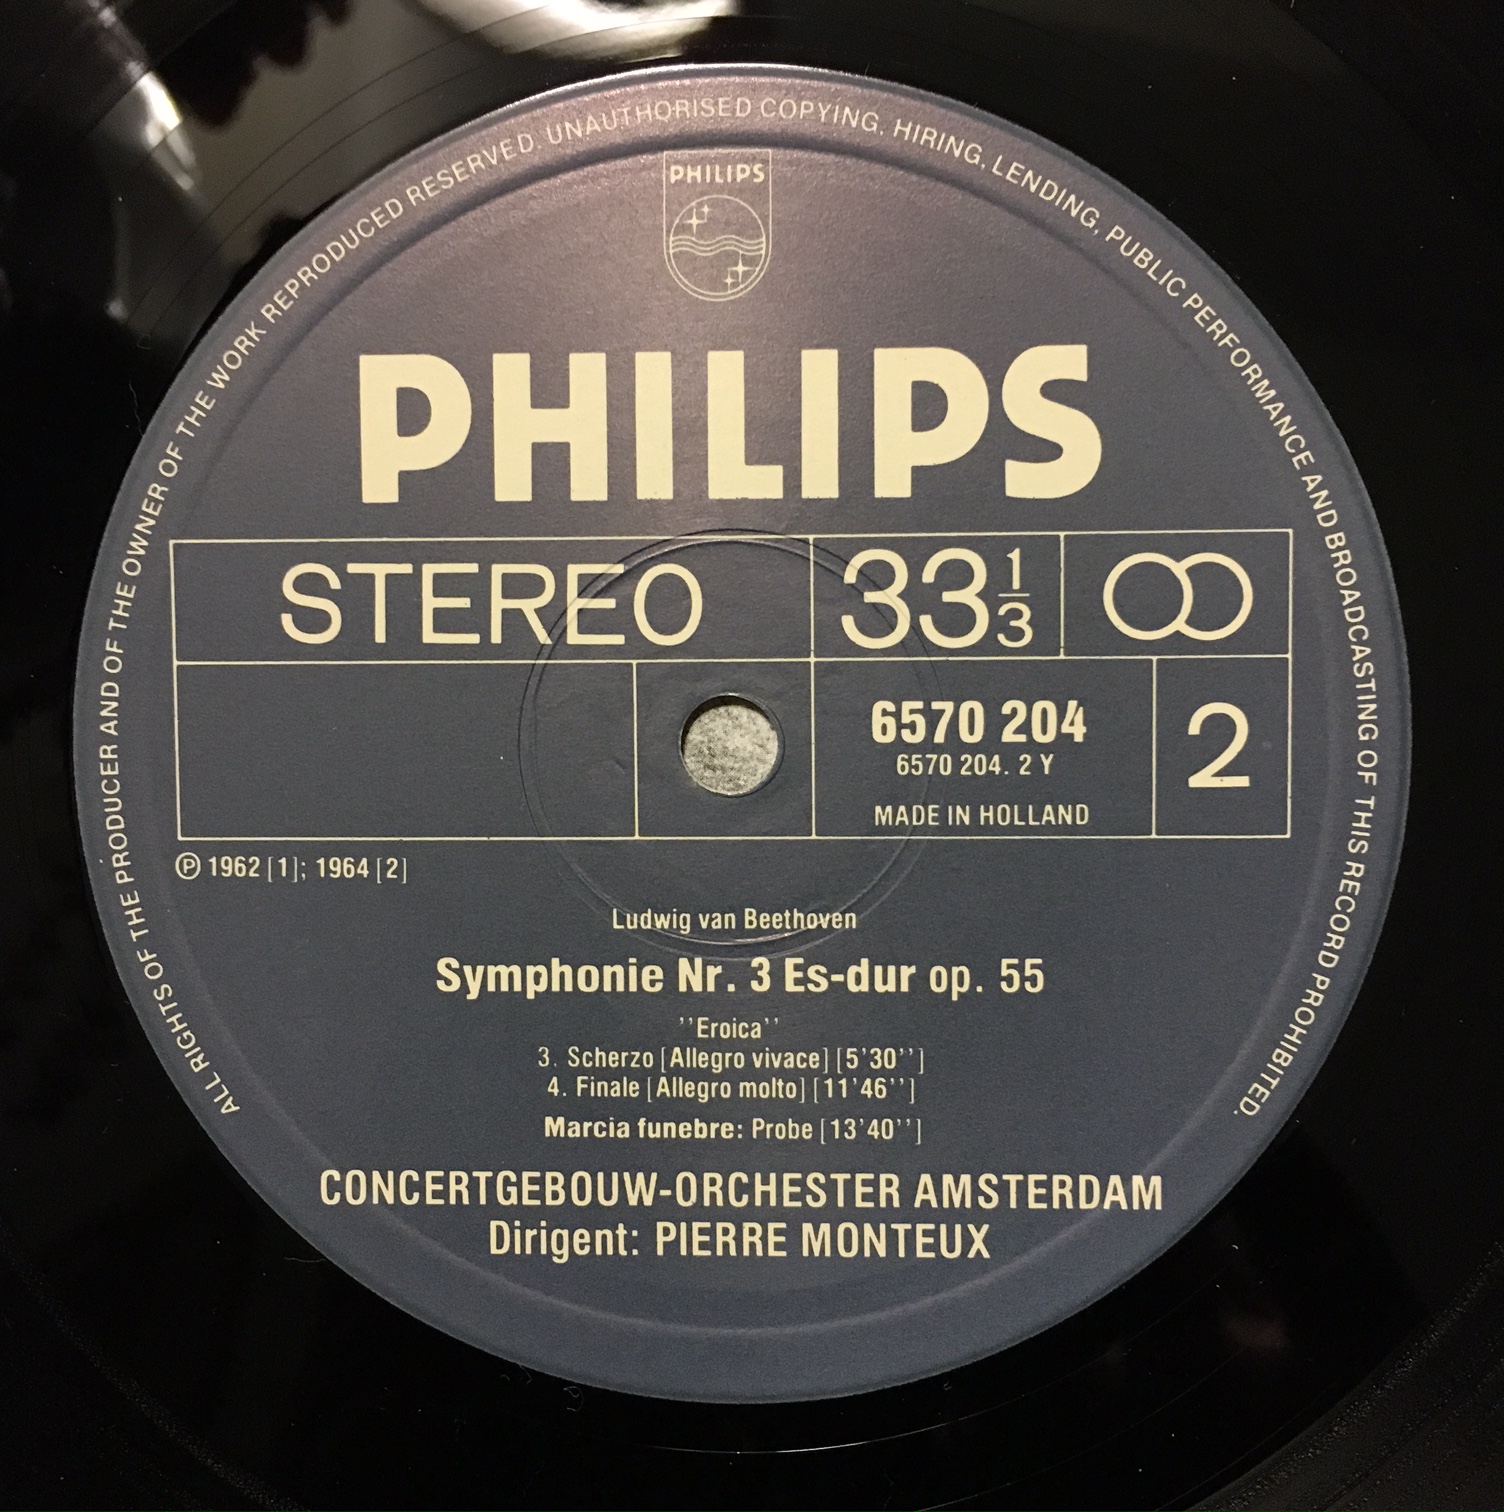 ALL RIGHTS OF THE PRODUCER AND OF THE OWNER OF THE WORK REPRODUCED RESERVED. UNAUTHORISED COPYING, HIRING, LENDING, PUBLIC PERFORMANCE AND BROADCASTING OF THIS RECORD PROHIBITED.
PHILIPS
PHILIPS
STEREO 33 1/3
6570 204
6570 204. 2 Y
MADE IN HOLLAND
2
℗ 1962 [1]; 1964 [2]
Ludwig van Beethoven
Symphonie Nr. 3 Es-dur op. 55
''Eroica''
3. Scherzo [Allegro vivace] [5'30'']
4. Finale [Allegro molto] [11'46'']
Marcia funebre: Probe [13'40'']
CONCERTGEBOUW-ORCHESTER AMSTERDAM
Dirigent: PIERRE MONTEUX